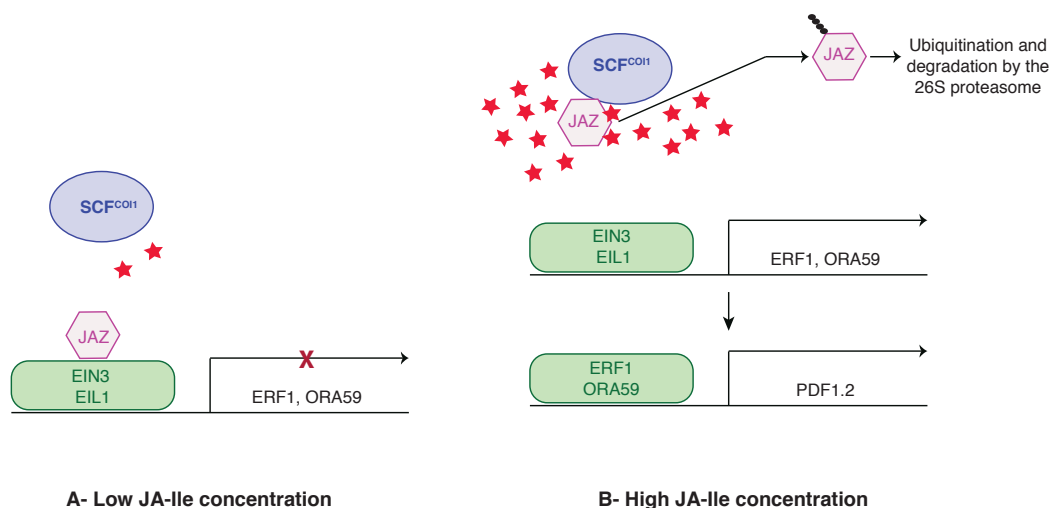 SCFCOI1
JAZ
EIN3
EIL1
X
ERF1, ORA59
A- Low JA-Ile concentration
SCFCOI1
JAZ
JAZ
Ubiquitination and
degradation by the
26S proteasome
EIN3
EIL1
ERF1, ORA59
ERF1
ORA59
PDF1.2
B- High JA-Ile concentration